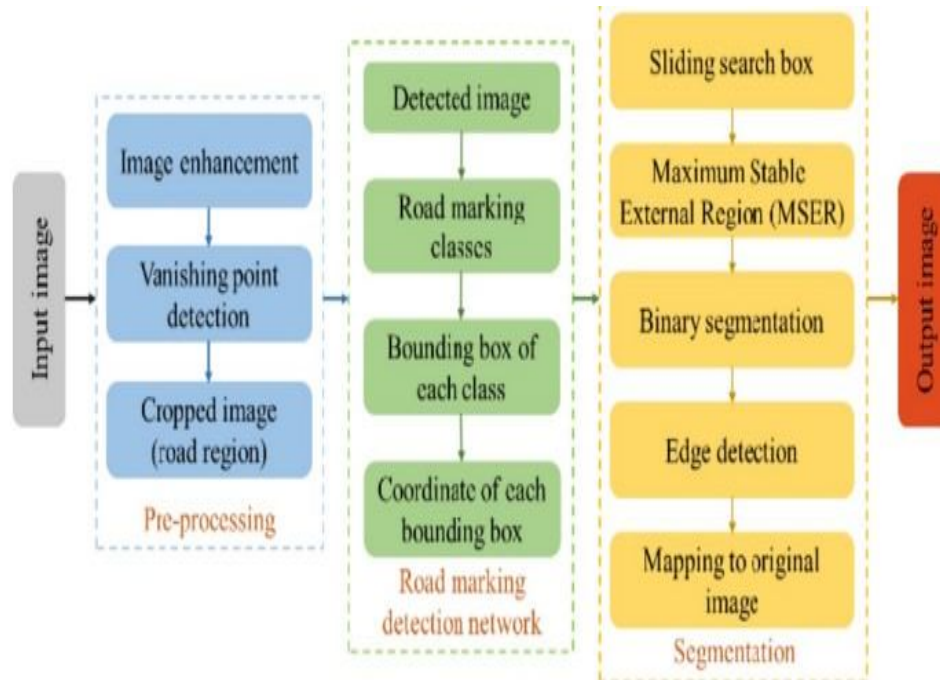 Input image
Image enhancement
Vanishing point
detection
Cropped image
(road region)
Pre-processing
Detected image
Road marking
classes
Bounding box of
each class
Coordinate of each
bounding box
Road marking
detection network
Sliding search box
Maximum Stable
External Region (MSER)
Binary segmentation
Edge detection
Mapping to original
image
Segmentation
Output image